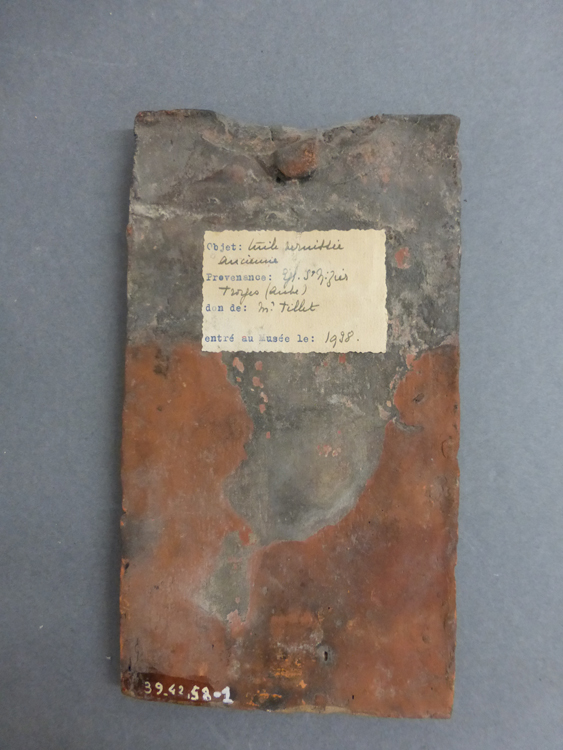 Objet: tuile vernissée
ancienne
Provenance: Egl. St Nizier
Troyes (Aube)
don de: Mr Tillet
entré au musée le: 1938.
39.42.58-1